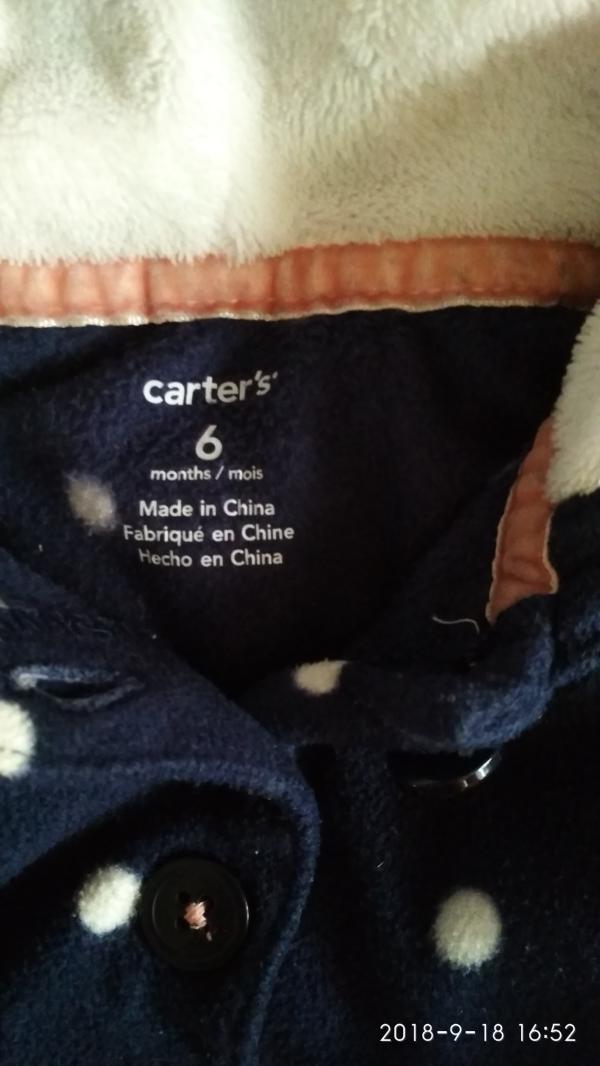 carter's
6
months / mois
Made in China
Fabriqué en Chine
Hecho en China
2018-9-18 16:52